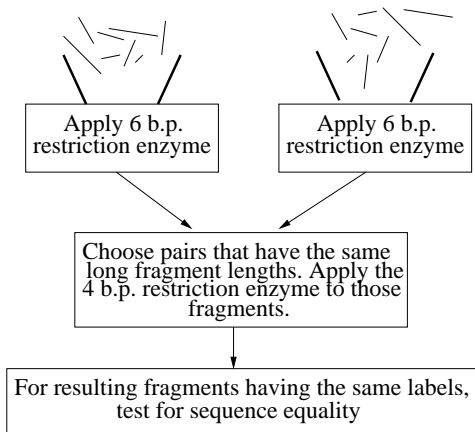 Apply 6 b.p.
restriction enzyme
Apply 6 b.p.
restriction enzyme
Choose pairs that have the same
long fragment lengths. Apply the
4 b.p. restriction enzyme to those
fragments.
For resulting fragments having the same labels,
test for sequence equality